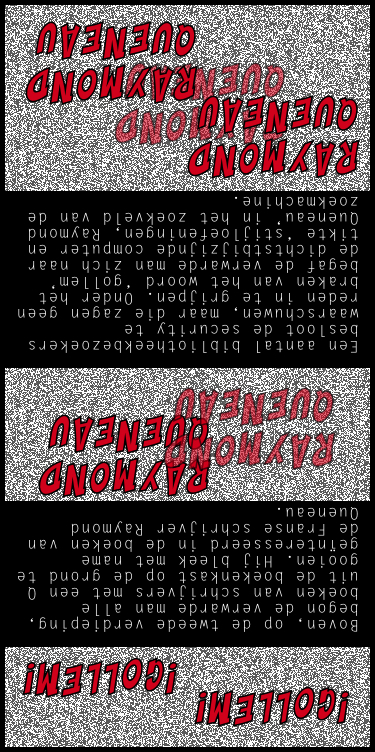 ¡GOLLEM!
¡GOLLEM!
Boven, op de tweede verdieping,
begon de verwarde man alle
boeken van schrijvers met een Q
uit de boekenkast op de grond te
gooien. Hij bleek met name
geïnteresseerd in de boeken van
de Franse schrijver Raymond
Queneau.
RAYMOND
QUENEAU
RAYMOND
QUENEAU
Een aantal bibliotheekbezoekers
besloot de security te
waarschuwen, maar die zagen geen
reden in te grijpen. Onder het
braken van het woord "gollem"
begaf de verwarde man zich naar
de dichtstbijzijnde computer en
tikte 'stijloefeningen, Raymond
Queneau' in het zoekveld van de
zoekmachine.
RAYMOND
QUENEAU
RAYMOND
QUENEAU
RAYMOND
QUENEAU